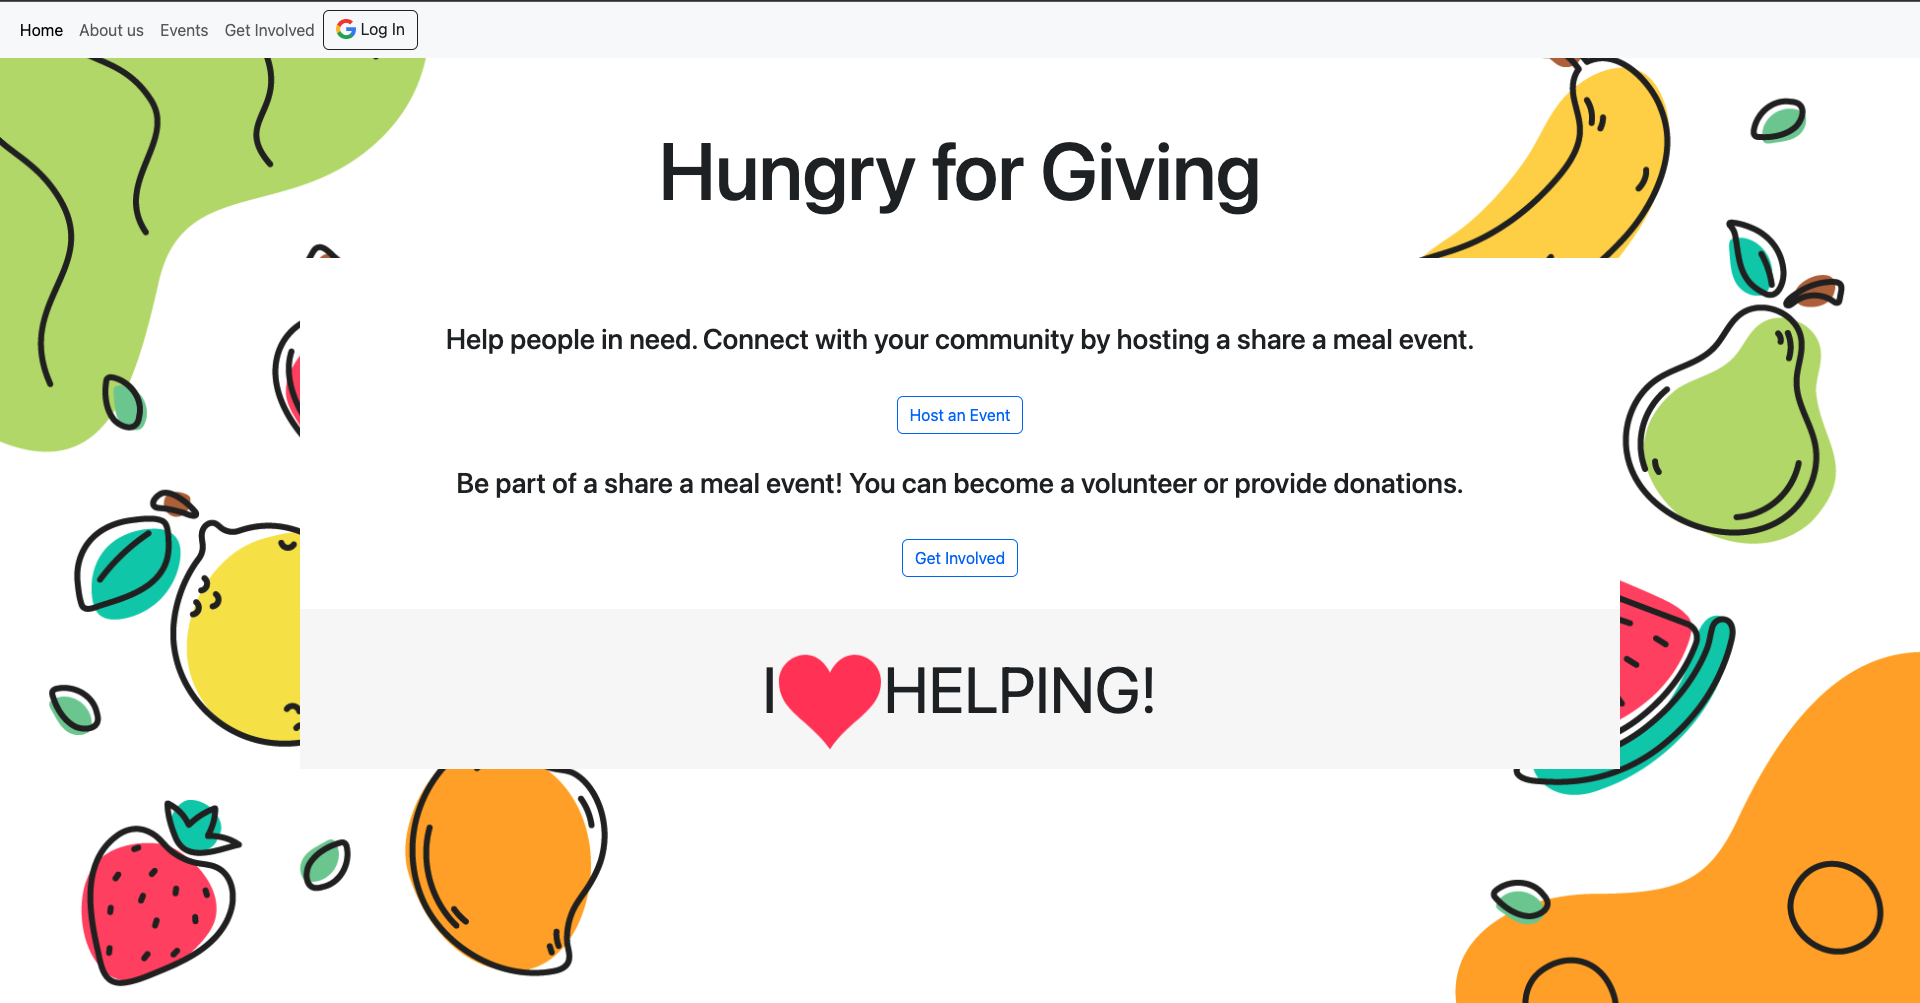 Home About us Events Get Involved Log In
Hungry for Giving
Help people in need. Connect with your community by hosting a share a meal event.
Host an Event
Be part of a share a meal event! You can become a volunteer or provide donations.
Get Involved
I HELPING!